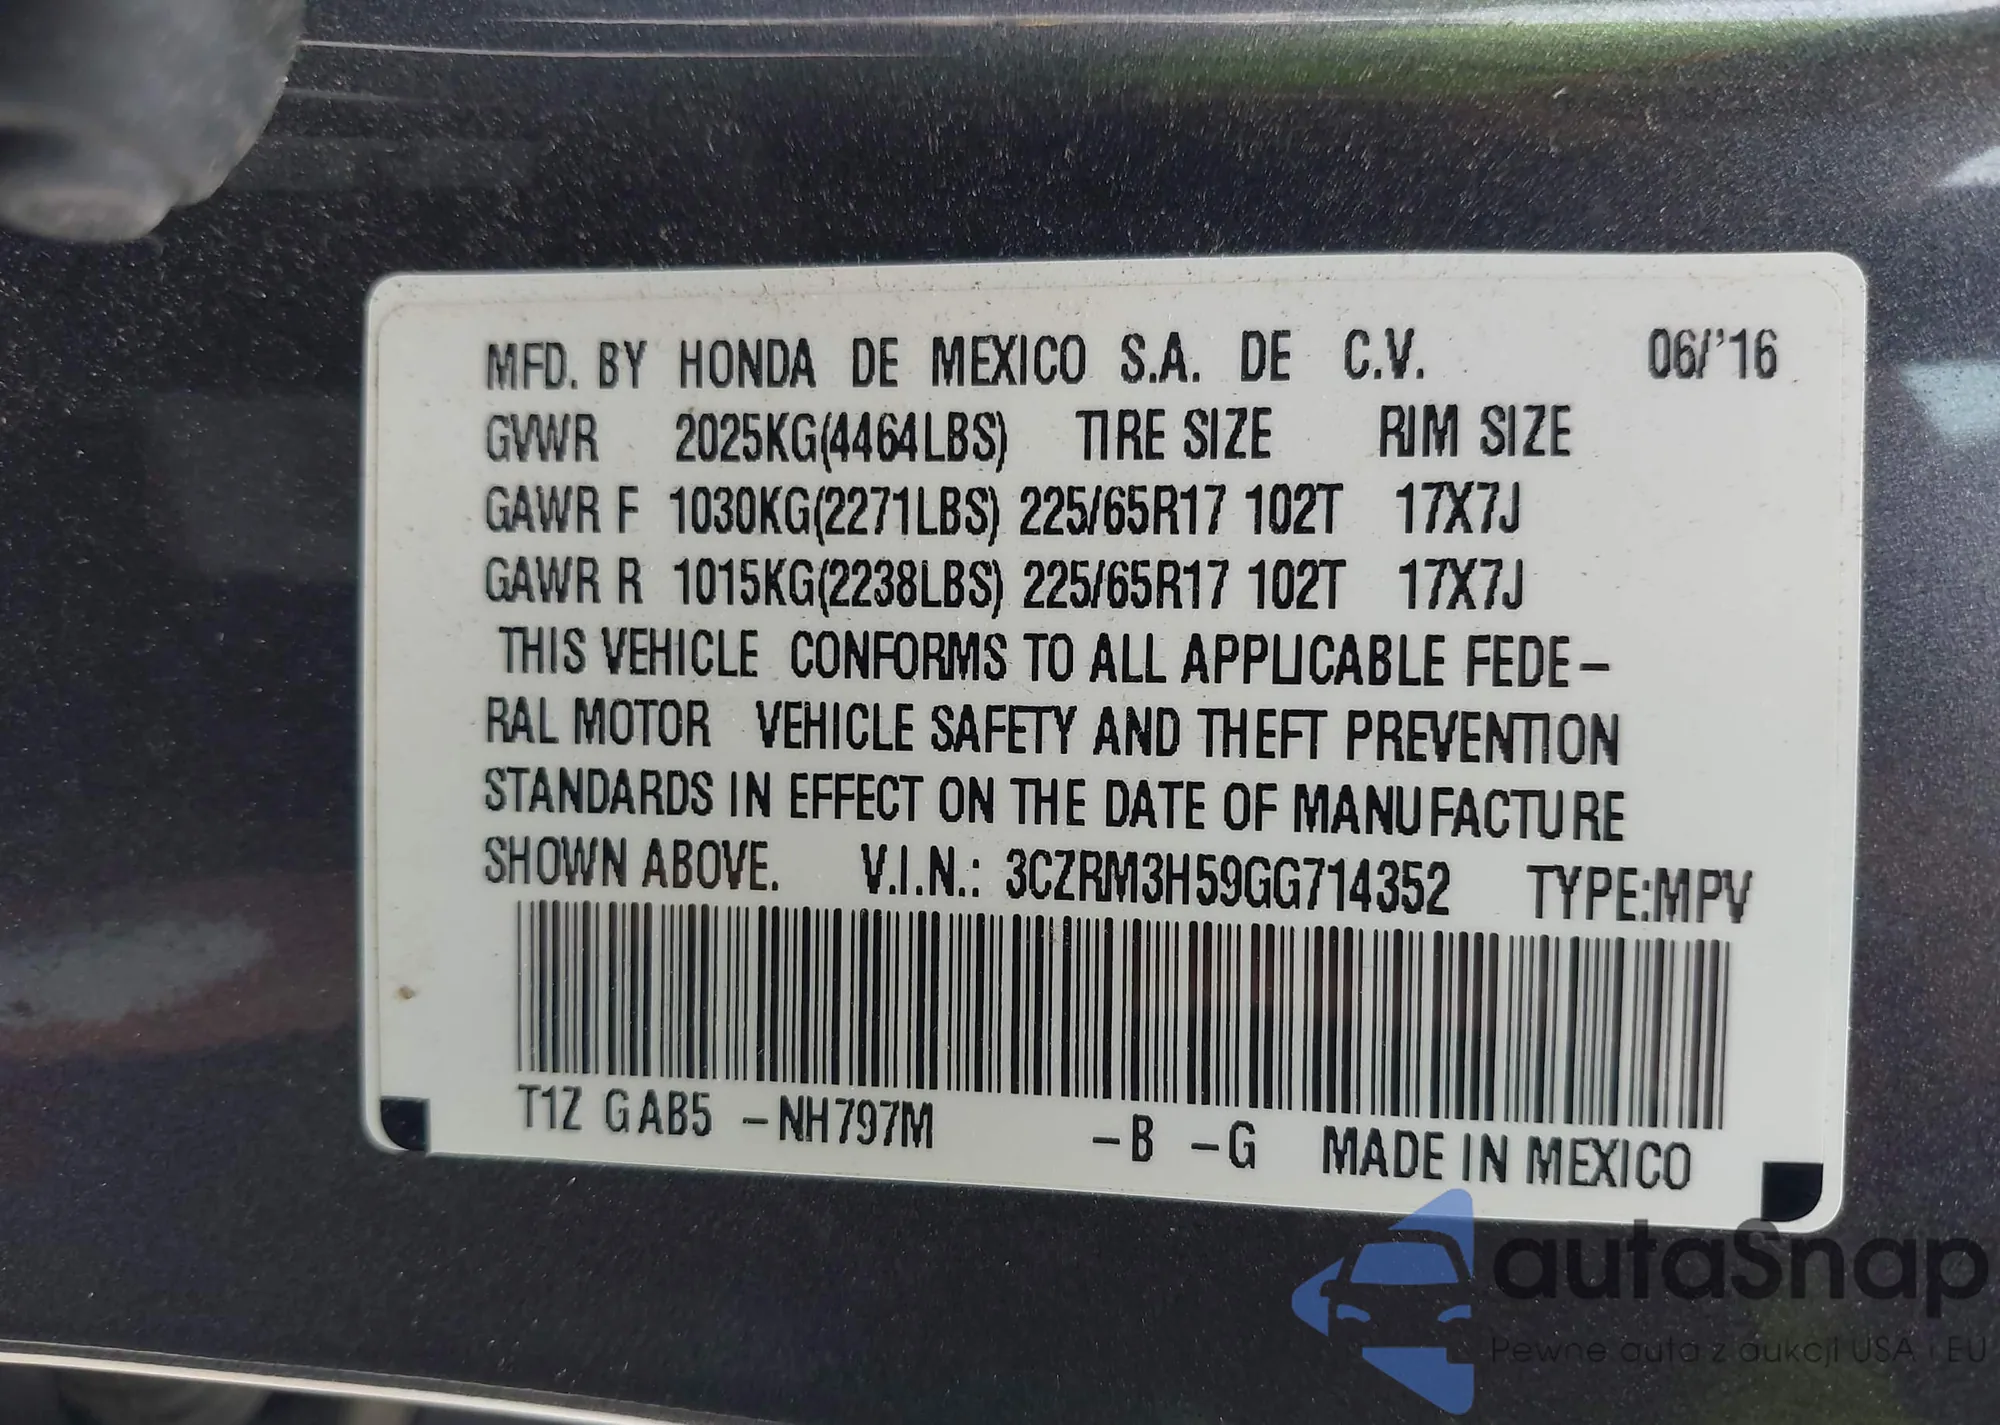 MFD. BY HONDA DE MEXICO S.A. DE C.V. 06/'16
GVWR 2025KG(4464LBS) TIRE SIZE RIM SIZE
GAWR F 1030KG(2271LBS) 225/65R17 102T 17X7J
GAWR R 1015KG(2238LBS) 225/65R17 102T 17X7J
THIS VEHICLE CONFORMS TO ALL APPLICABLE FEDE-
RAL MOTOR VEHICLE SAFETY AND THEFT PREVENTION
STANDARDS IN EFFECT ON THE DATE OF MANUFACTURE
SHOWN ABOVE. V.I.N.: 3CZRM3H59GG714352 TYPE:MPV
T1Z GAB5 -NH797M -B -G MADE IN MEXICO
autaSnap
Pewne auta z aukcji USA i EU